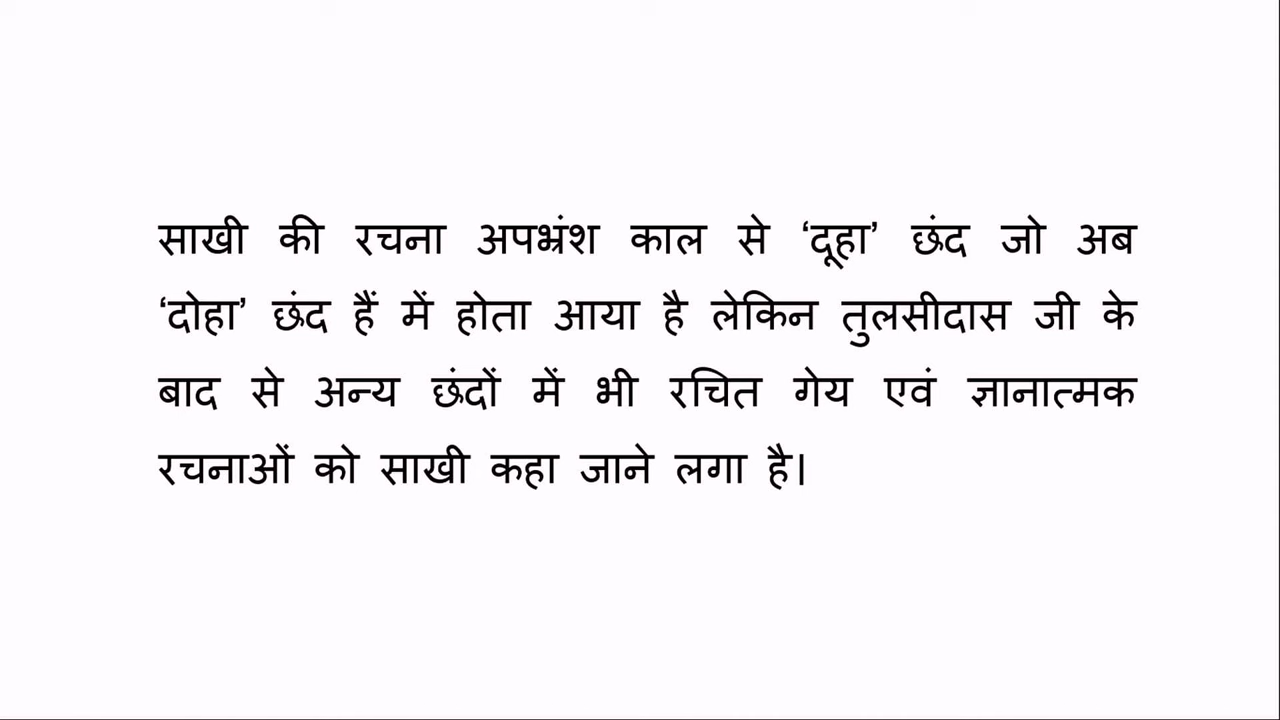 साखी की रचना अपभ्रंश काल से ‘दूहा’ छंद जो अब
‘दोहा’ छंद हैं में होता आया है लेकिन तुलसीदास जी के
बाद से अन्य छंदों में भी रचित गेय एवं ज्ञानात्मक
रचनाओं को साखी कहा जाने लगा है।